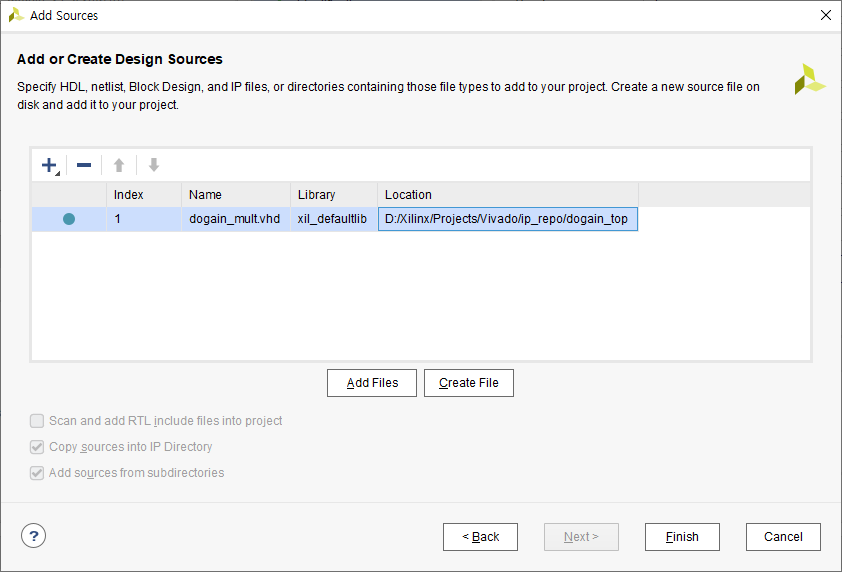 Add Sources
Add or Create Design Sources
Specify HDL, netlist, Block Design, and IP files, or directories containing those file types to add to your project. Create a new source file on
disk and add it to your project.
Index Name Library Location
1 dogain_mult.vhd xil_defaultlib D:/Xilinx/Projects/Vivado/ip_repo/dogain_top
Add Files Create File
Scan and add RTL include files into project
Copy sources into IP Directory
Add sources from subdirectories
? < Back Next > Finish Cancel